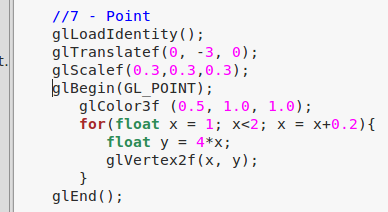 //7 - Point
glLoadIdentity();
glTranslatef(0, -3, 0);
t.
glScalef(0.3,0.3,0.3);
glBegin(GL_POINT);
glColor3f (0.5, 1.0, 1.0);
for(float x = 1; x<2; x = x+0.2){
float y = 4*x;
glVertex2f(x, y);
}
glEnd();